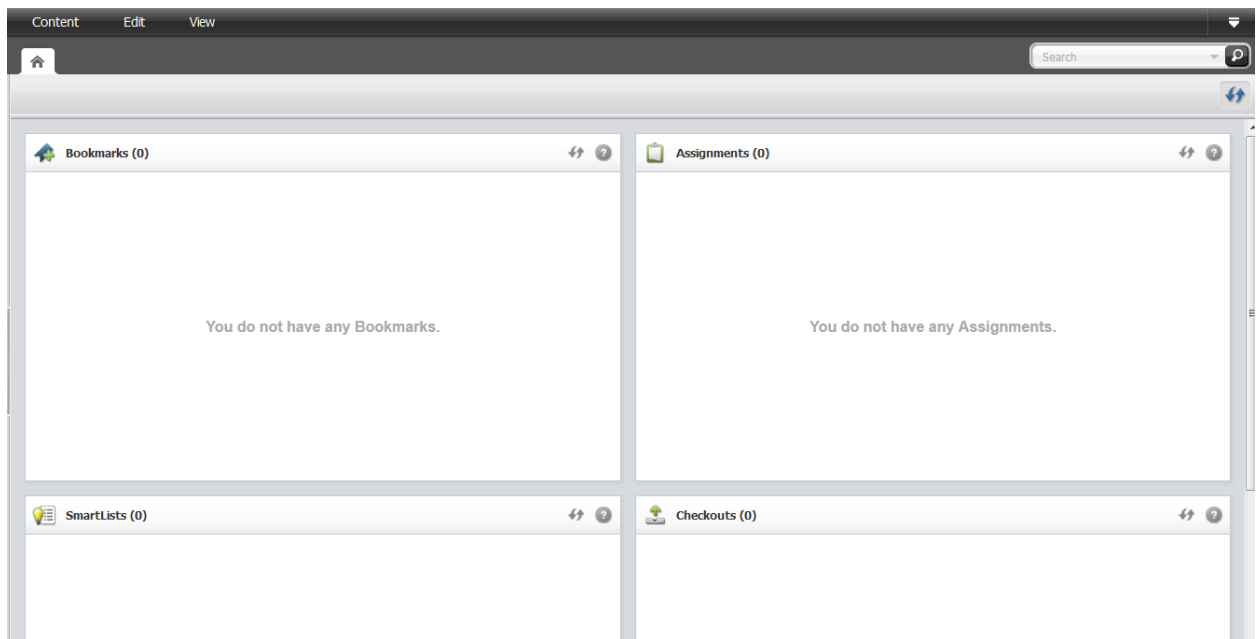 Content Edit View
Search
Bookmarks (0)
Assignments (0)
You do not have any Bookmarks.
You do not have any Assignments.
SmartLists (0)
Checkouts (0)